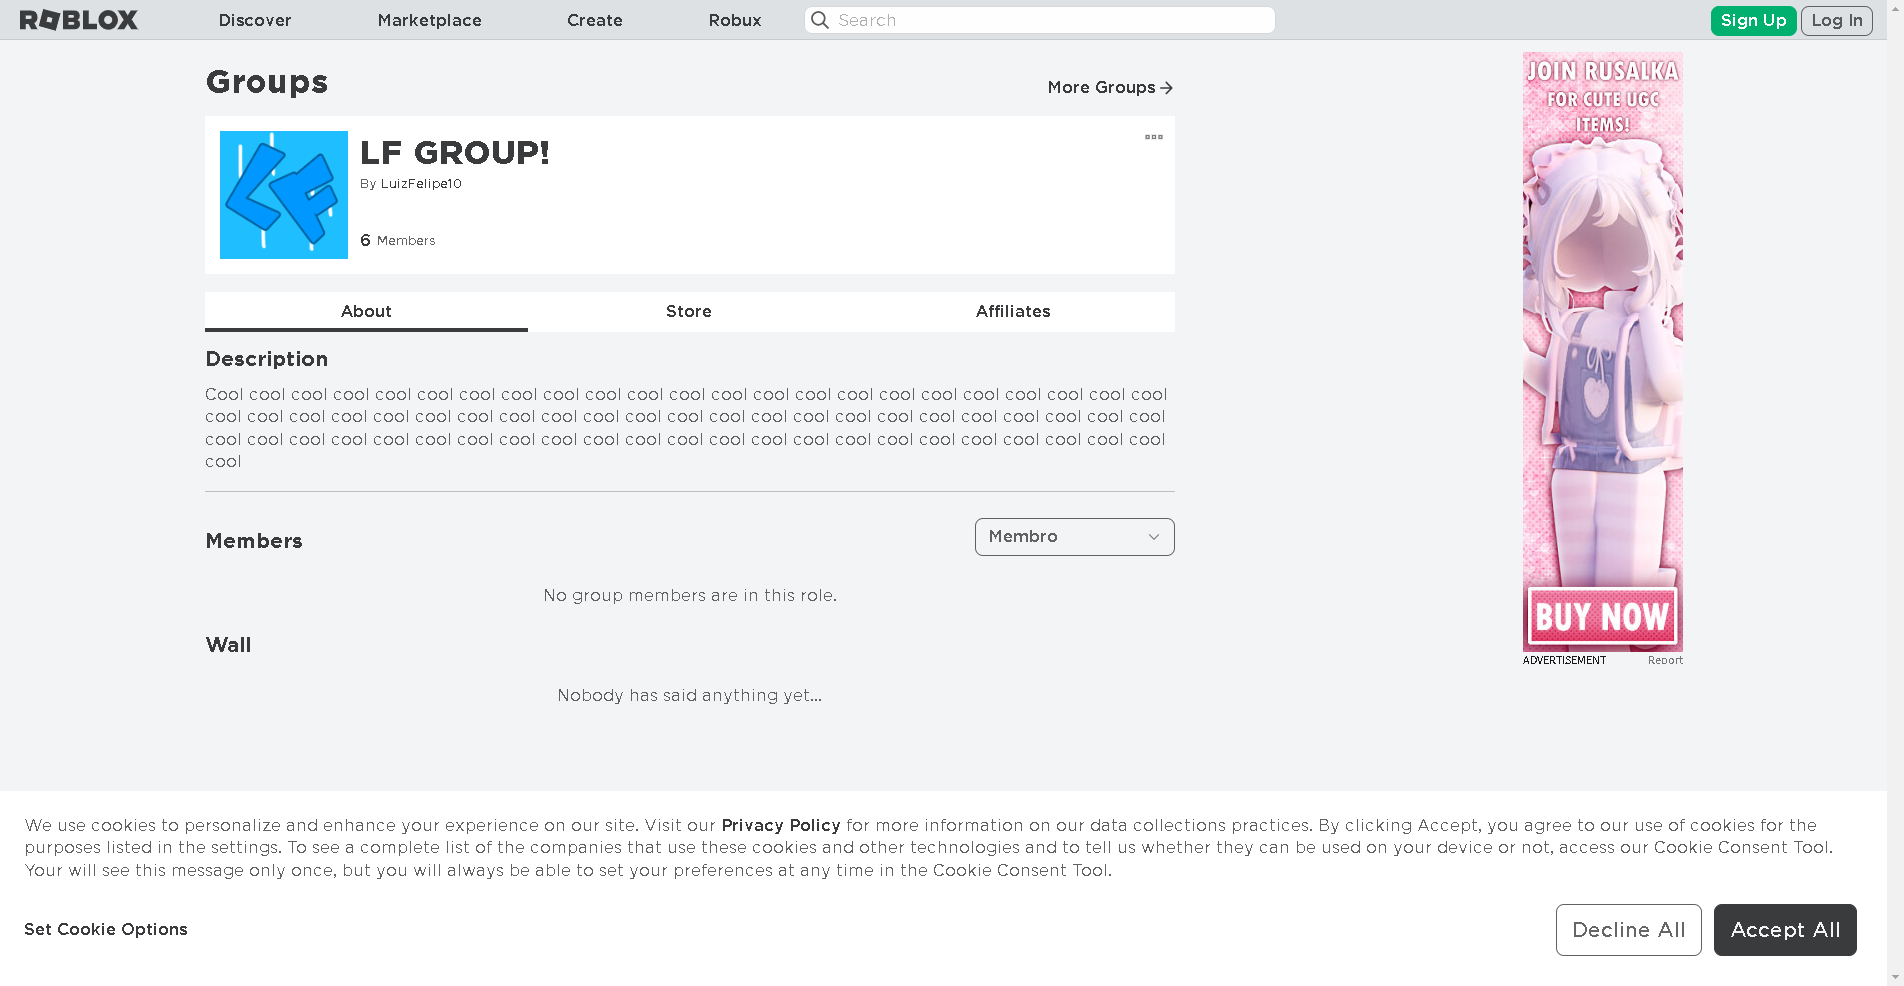 ROBLOX
Discover
Marketplace
Create
Robux
Search
Sign Up
Log In
Groups
More Groups
LF
LF GROUP!
By LuizFelipe10
6 Members
About
Store
Affiliates
Description
Cool cool cool cool cool cool cool cool cool cool cool cool cool cool cool cool cool cool cool cool cool cool cool
cool cool cool cool cool cool cool cool cool cool cool cool cool cool cool cool cool cool cool cool cool cool cool
cool cool cool cool cool cool cool cool cool cool cool cool cool cool cool cool cool cool cool cool cool cool cool
cool
Members
Membro
No group members are in this role.
Wall
Nobody has said anything yet...
JOIN RUSALKA
FOR CUTE UGC
ITEMS!
BUY NOW
ADVERTISEMENT
Report
We use cookies to personalize and enhance your experience on our site. Visit our Privacy Policy for more information on our data collections practices. By clicking Accept, you agree to our use of cookies for the
purposes listed in the settings. To see a complete list of the companies that use these cookies and other technologies and to tell us whether they can be used on your device or not, access our Cookie Consent Tool.
Your will see this message only once, but you will always be able to set your preferences at any time in the Cookie Consent Tool.
Set Cookie Options
Decline All
Accept All